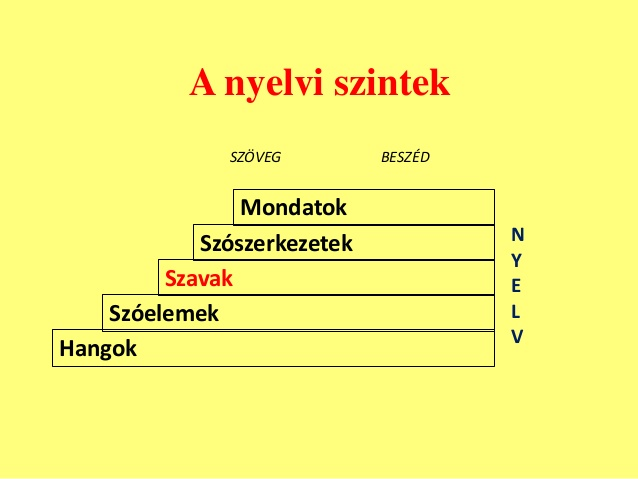 A nyelvi szintek
SZÖVEG BESZÉD
Mondatok
Szószerkezetek
Szavak
Szóelemek
Hangok
N
Y
E
L
V